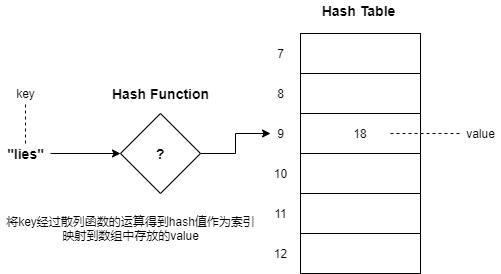 Hash Table
7
key
Hash Function
8
"lies"
?
9
18
value
10
将key经过散列函数的运算得到hash值作为索引
映射到数组中存放的value
11
12